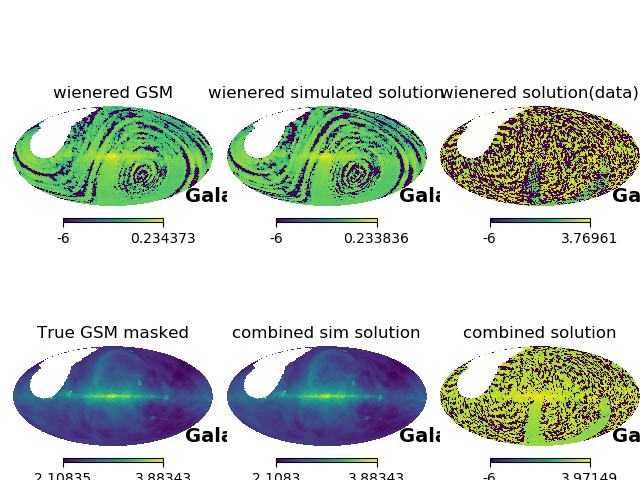 wienered GSM
wienered simulated solution
wienered solution(data)
Gala
Gala
Ga
-6 0.234373
-6 0.233836
-6 3.76961
True GSM masked
combined sim solution
combined solution
Gala
Gala
Ga
2.10835 3.88343
2.1083 3.88343
-6 3.97149